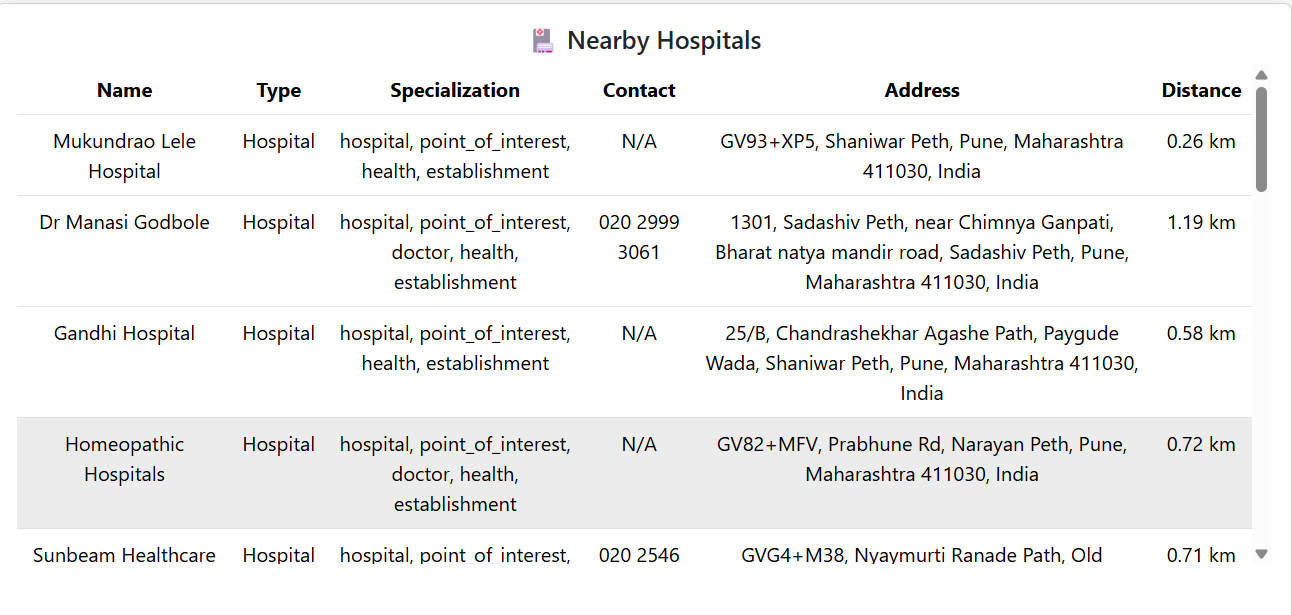 Nearby Hospitals
Name Type Specialization Contact Address Distance
Mukundrao Lele Hospital hospital, point_of_interest, N/A GV93+XP5, Shaniwar Peth, Pune, Maharashtra 0.26 km
Hospital health, establishment 411030, India
Dr Manasi Godbole Hospital hospital, point_of_interest, 020 2999 1301, Sadashiv Peth, near Chimnya Ganpati, 1.19 km
doctor, health, 3061 Bharat natya mandir road, Sadashiv Peth, Pune,
establishment Maharashtra 411030, India
Gandhi Hospital Hospital hospital, point_of_interest, N/A 25/B, Chandrashekhar Agashe Path, Paygude 0.58 km
health, establishment Wada, Shaniwar Peth, Pune, Maharashtra 411030,
India
Homeopathic Hospital hospital, point_of_interest, N/A GV82+MFV, Prabhune Rd, Narayan Peth, Pune, 0.72 km
Hospitals doctor, health, Maharashtra 411030, India
establishment
Sunbeam Healthcare Hospital hospital, point_of_interest, 020 2546 GVG4+M38, Nyaymurti Ranade Path, Old 0.71 km